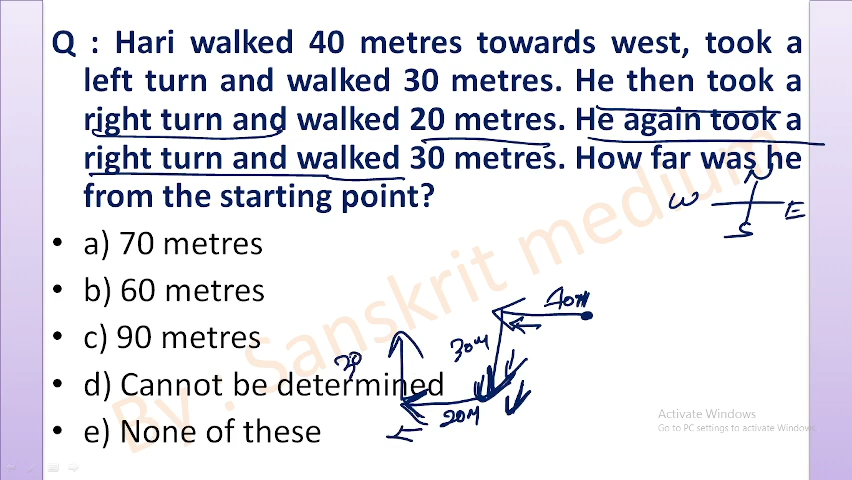 Q : Hari walked 40 metres towards west, took a
left turn and walked 30 metres. He then took a
right turn and walked 20 metres. He again took a
right turn and walked 30 metres. How far was he
from the starting point?
N
W
E
S
• a) 70 metres
• b) 60 metres
40m
• c) 90 metres
30m
30
• d) Cannot be determined
20m
• e) None of these
By : Sanskrit medium
Activate Windows
Go to PC settings to activate Windows.